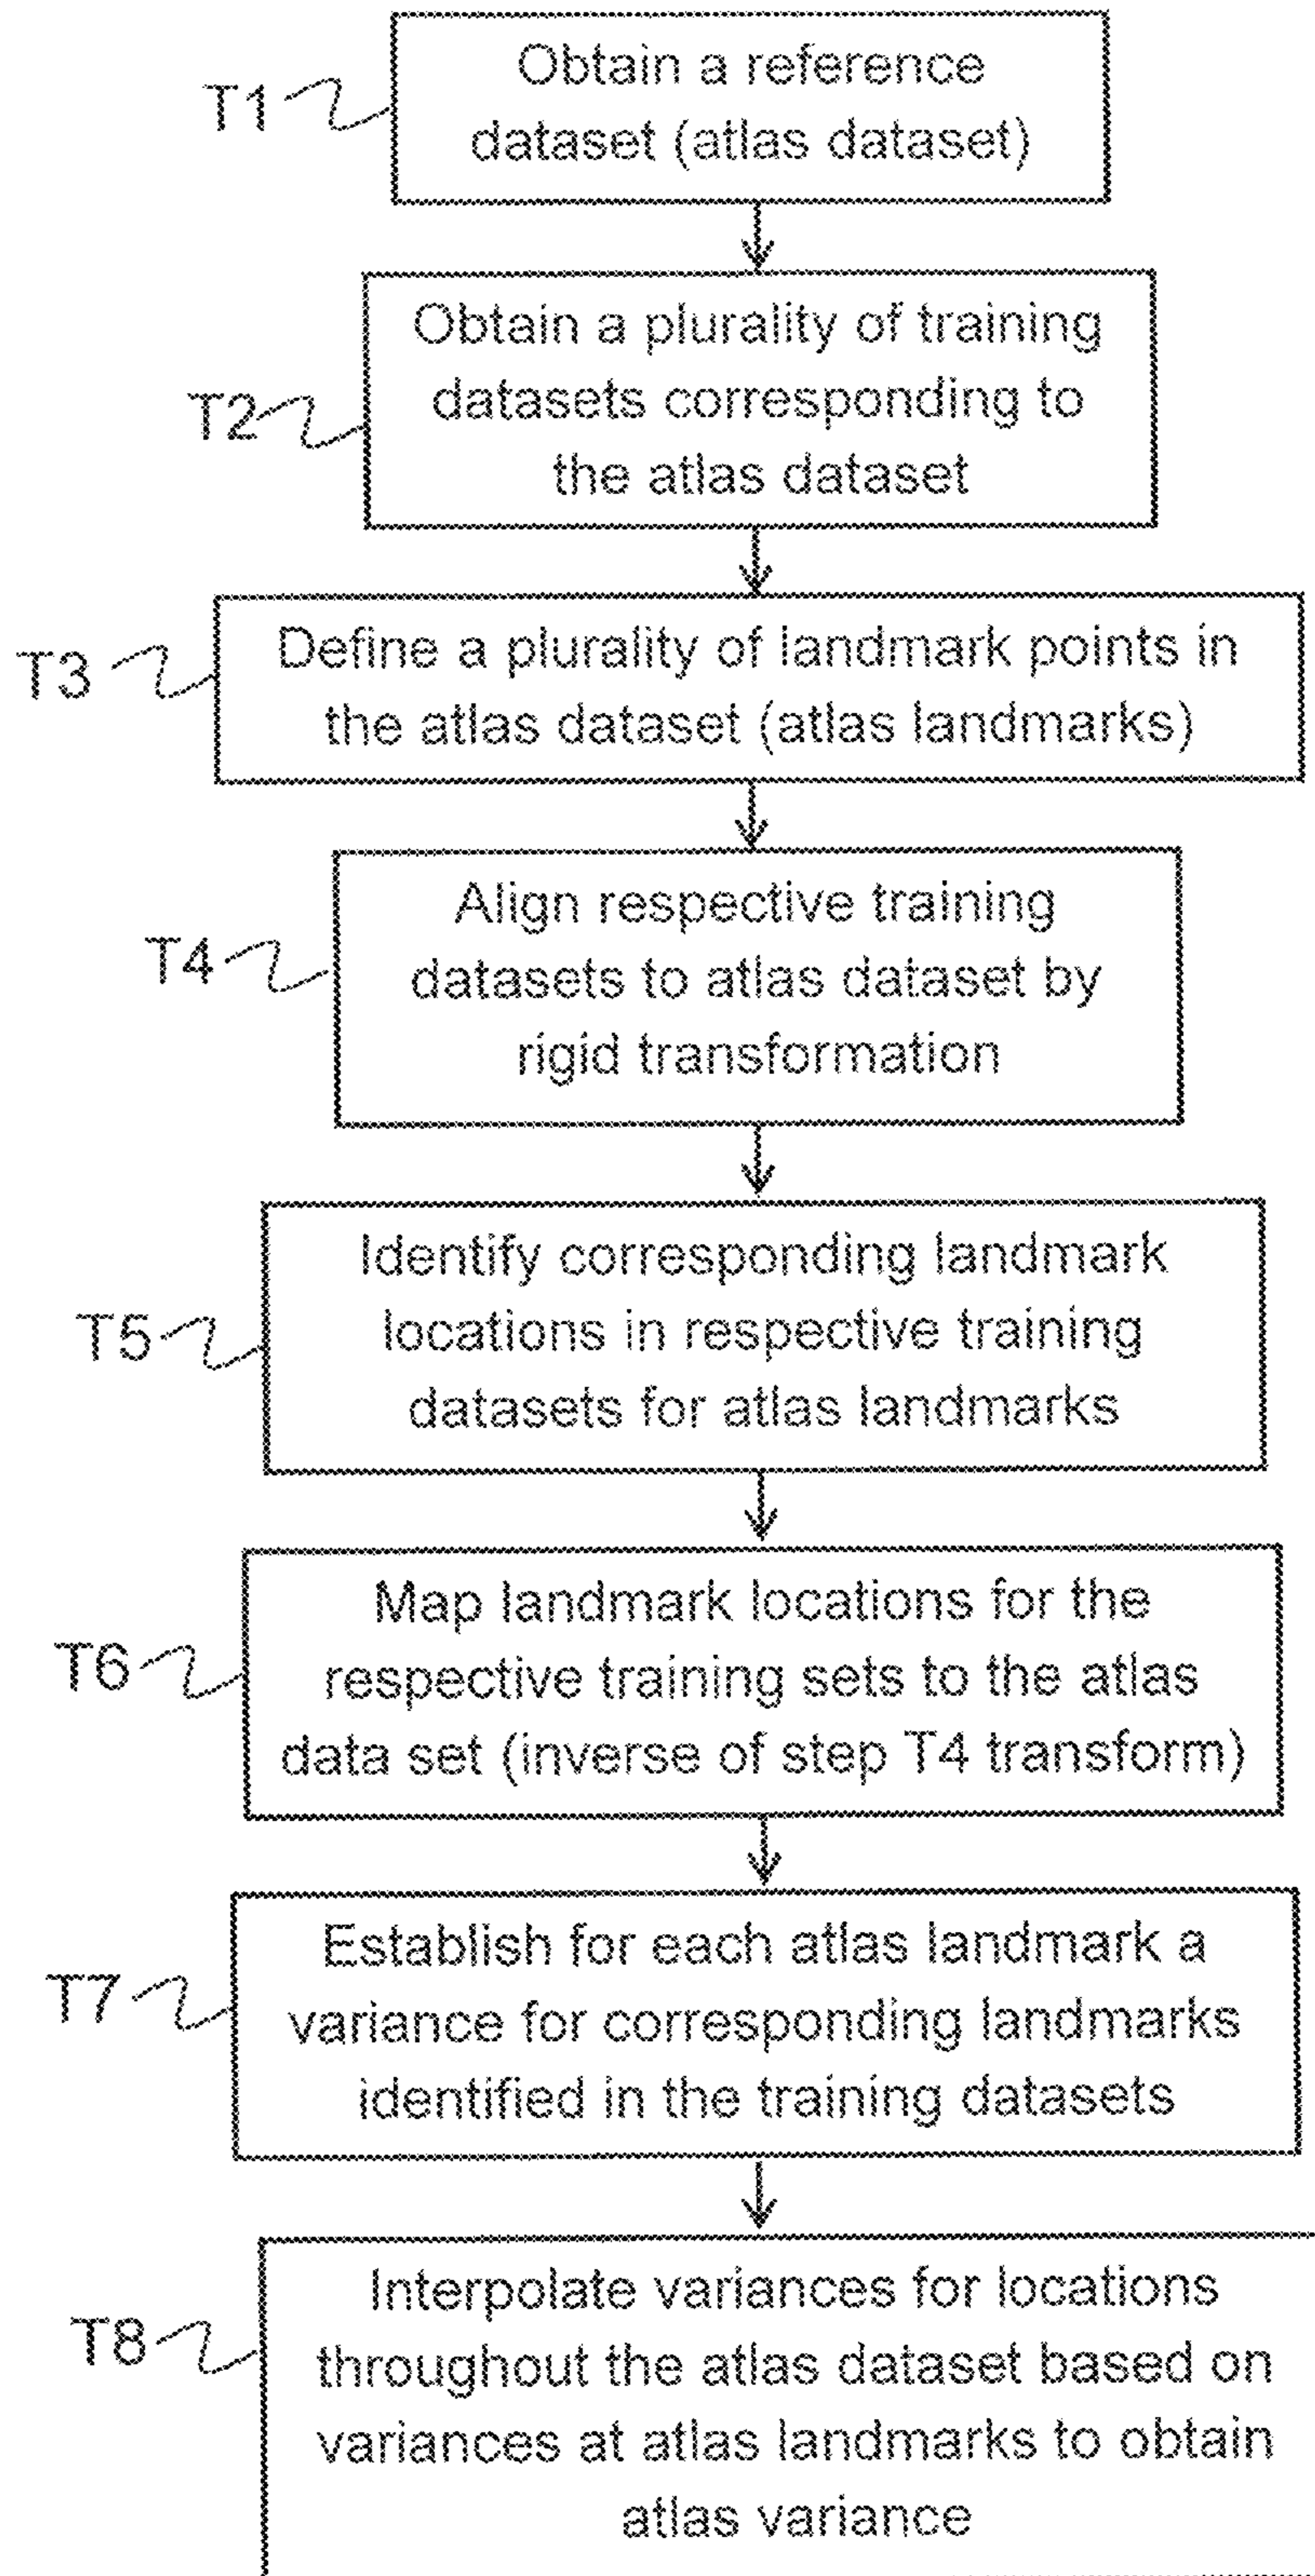 T1
Obtain a reference
dataset (atlas dataset)
T2
Obtain a plurality of training
datasets corresponding to
the atlas dataset
T3
Define a plurality of landmark points in
the atlas dataset (atlas landmarks)
T4
Align respective training
datasets to atlas dataset by
rigid transformation
T5
Identify corresponding landmark
locations in respective training
datasets for atlas landmarks
T6
Map landmark locations for the
respective training sets to the atlas
data set (inverse of step T4 transform)
T7
Establish for each atlas landmark a
variance for corresponding landmarks
identified in the training datasets
T8
Interpolate variances for locations
throughout the atlas dataset based on
variances at atlas landmarks to obtain
atlas variance